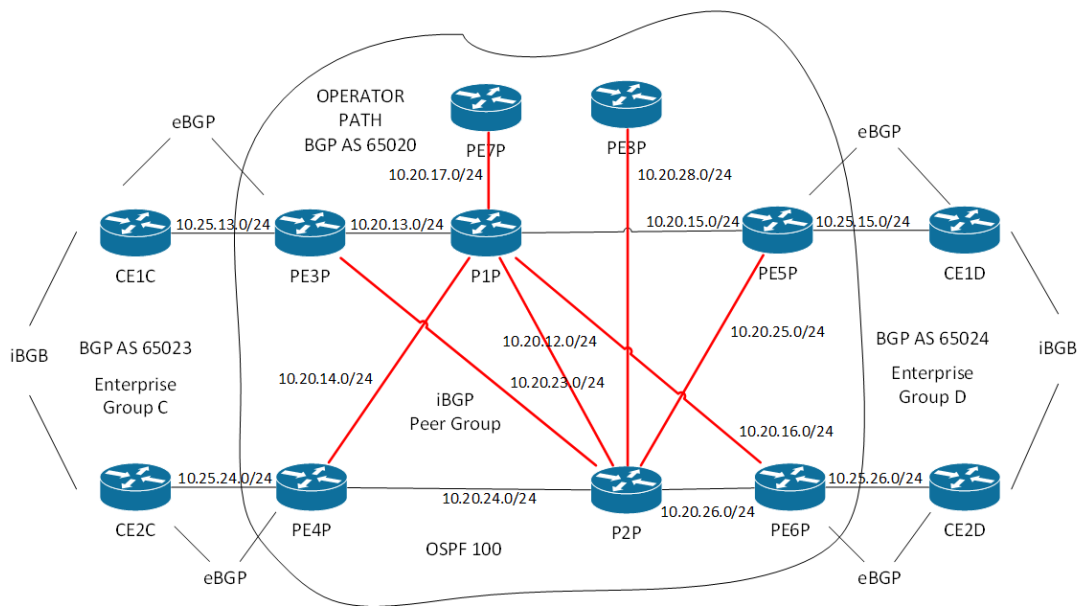 OPERATOR
PATH
BGP AS 65020
eBGP
PE7P
PE8P
eBGP
10.20.17.0/24
10.20.28.0/24
10.25.13.0/24
10.20.13.0/24
10.20.15.0/24
10.25.15.0/24
CE1C
PE3P
P1P
PE5P
CE1D
iBGB
BGP AS 65023
Enterprise
Group C
10.20.12.0/24
10.20.25.0/24
BGP AS 65024
Enterprise
Group D
iBGB
10.20.14.0/24
10.20.23.0/24
iBGP
Peer Group
10.20.16.0/24
10.25.24.0/24
10.20.24.0/24
10.20.26.0/24
10.25.26.0/24
CE2C
PE4P
P2P
PE6P
CE2D
OSPF 100
eBGP
eBGP